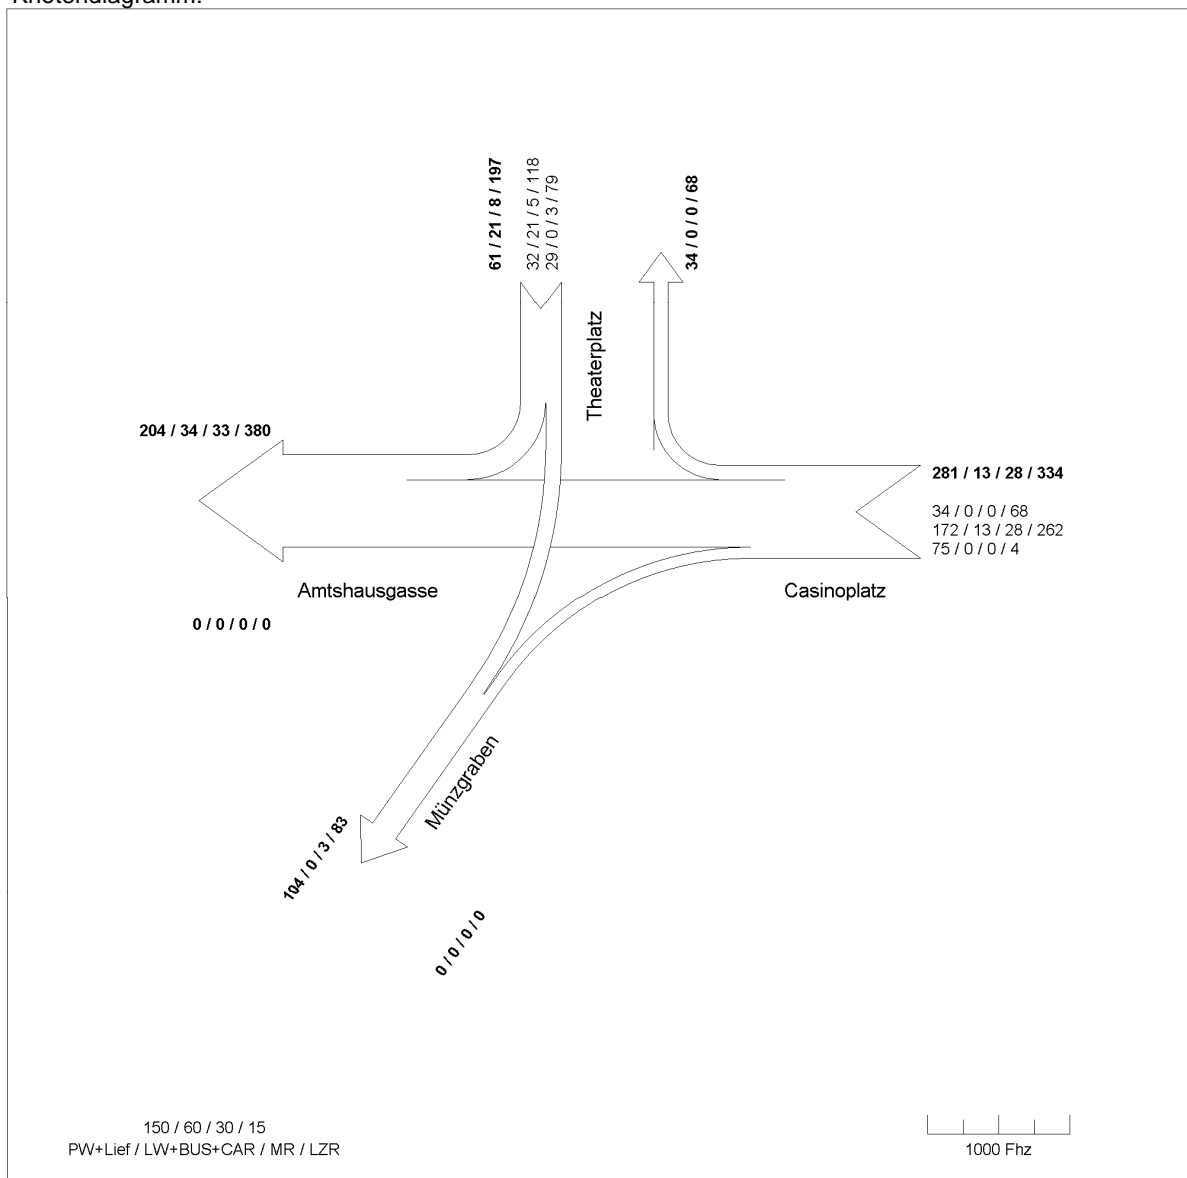 Knotendiagramm:
61 / 21 / 8 / 197
32 / 21 / 5 / 118
29 / 0 / 3 / 79
34 / 0 / 0 / 68
Theaterplatz
204 / 34 / 33 / 380
281 / 13 / 28 / 334
34 / 0 / 0 / 68
172 / 13 / 28 / 262
75 / 0 / 0 / 4
Amtshausgasse
Casinoplatz
0 / 0 / 0 / 0
Münzgraben
104 / 0 / 3 / 83
0 / 0 / 0 / 0
150 / 60 / 30 / 15
PW+Lief / LW+BUS+CAR / MR / LZR
1000 Fhz